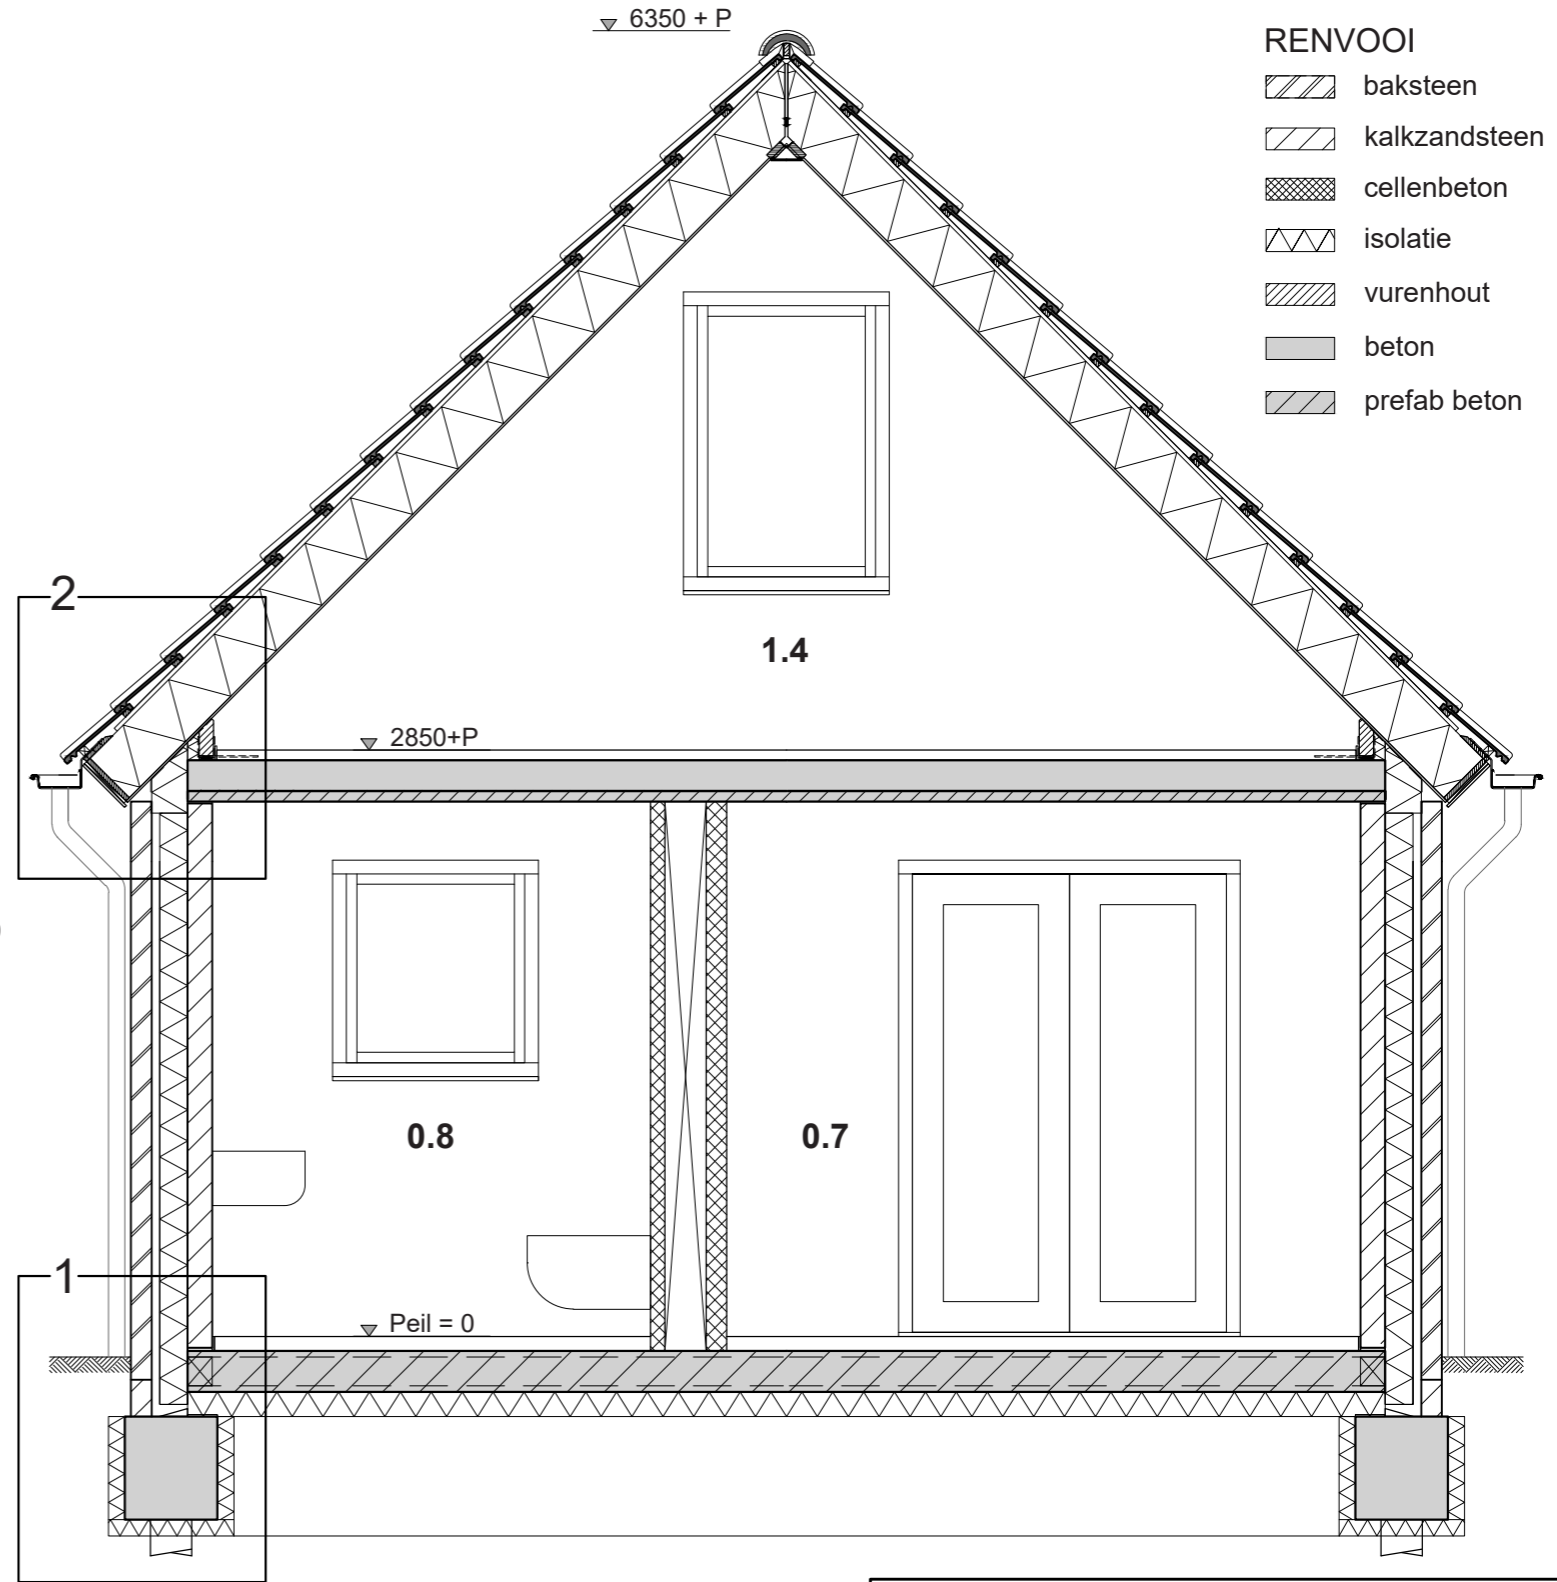 6350 + P
RENVOOI
baksteen
kalkzandsteen
cellenbeton
isolatie
vurenhout
beton
prefab beton
2
1.4
2850+P
0.8
0.7
1
Peil = 0